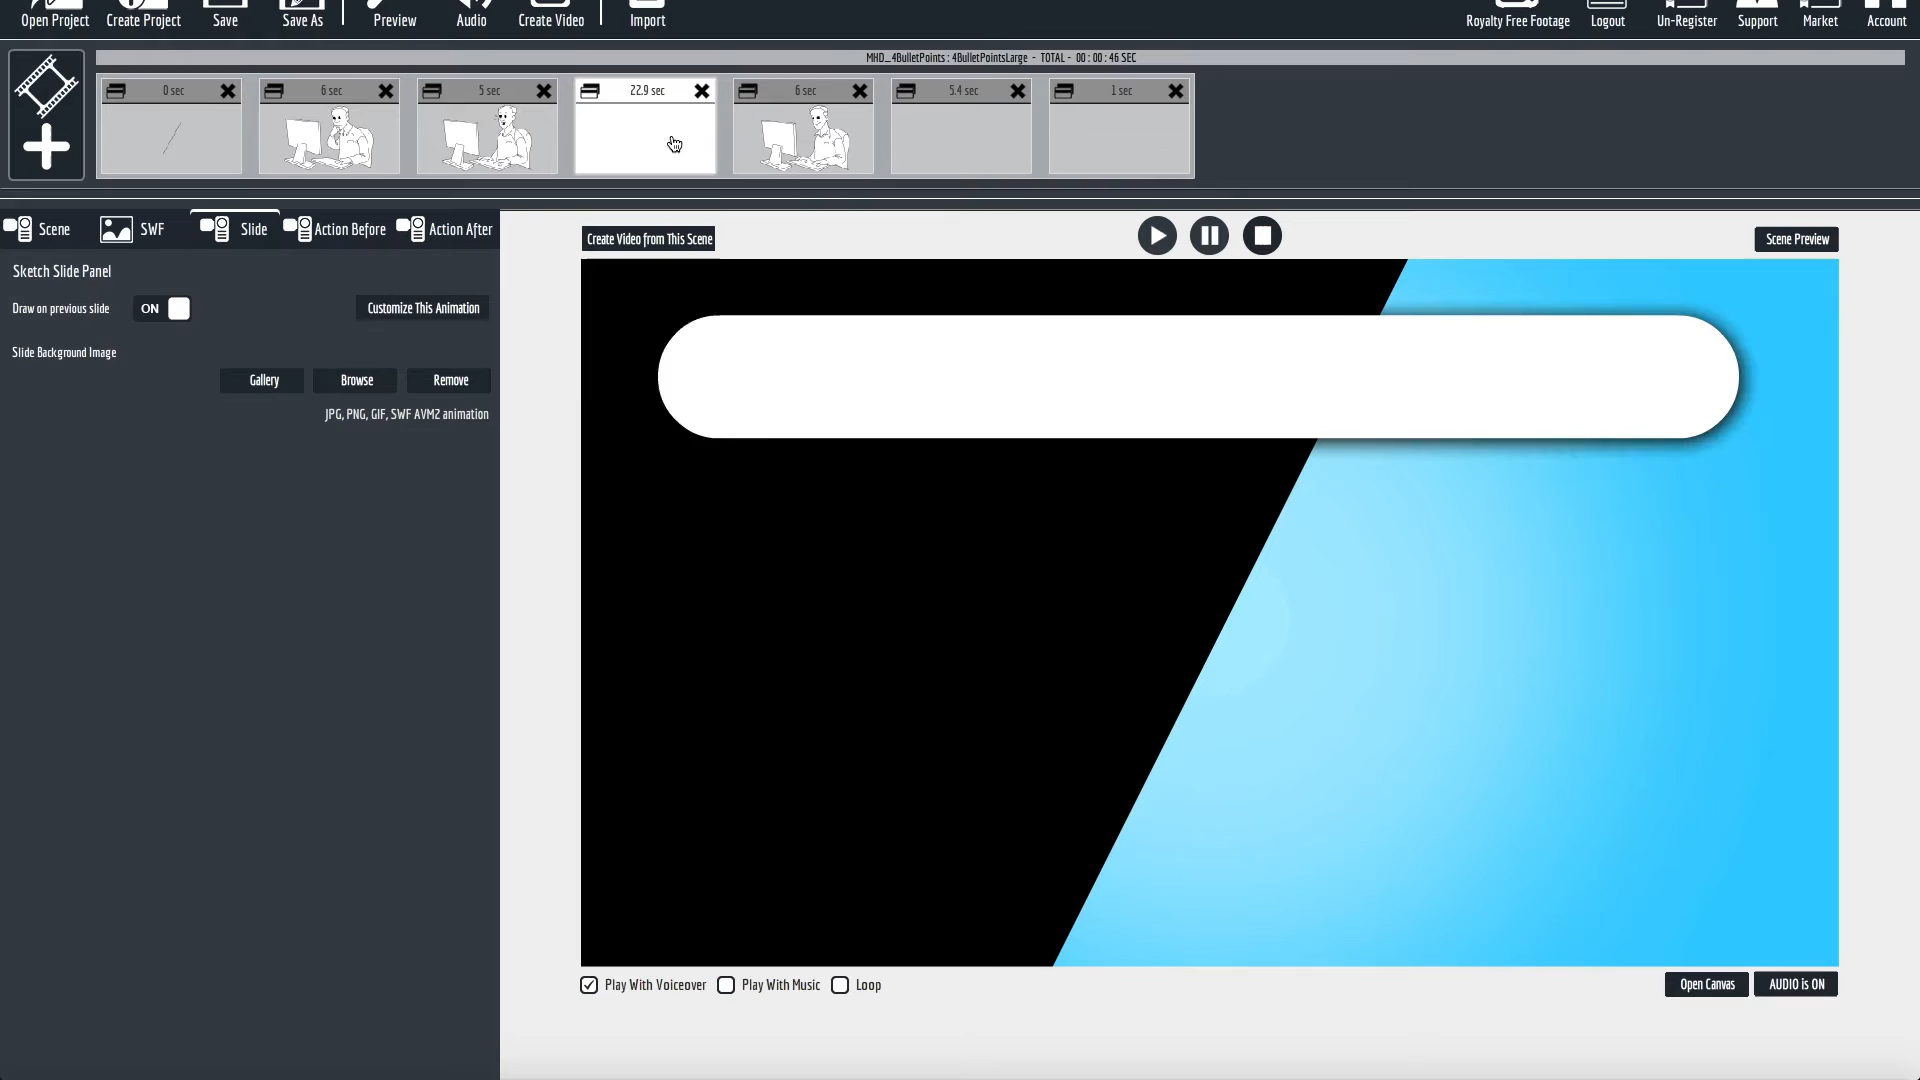 Open Project Create Project Save Save As Preview Audio Create Video Import Royalty Free Footage Logout Un-Register Support Market Account
MHD_4BulletPoints : 4BulletPointsLarge - TOTAL - 00 : 00 : 46 SEC
0 sec 6 sec 5 sec 22.9 sec 6 sec 5.4 sec 1 sec
Scene SWF Slide Action Before Action After
Create Video from This Scene Scene Preview
Sketch Slide Panel
Draw on previous slide ON Customize This Animation
Slide Background Image
Gallery Browse Remove
JPG, PNG, GIF, SWF AVM2 animation
Play With Voiceover Play With Music Loop Open Canvas AUDIO is ON